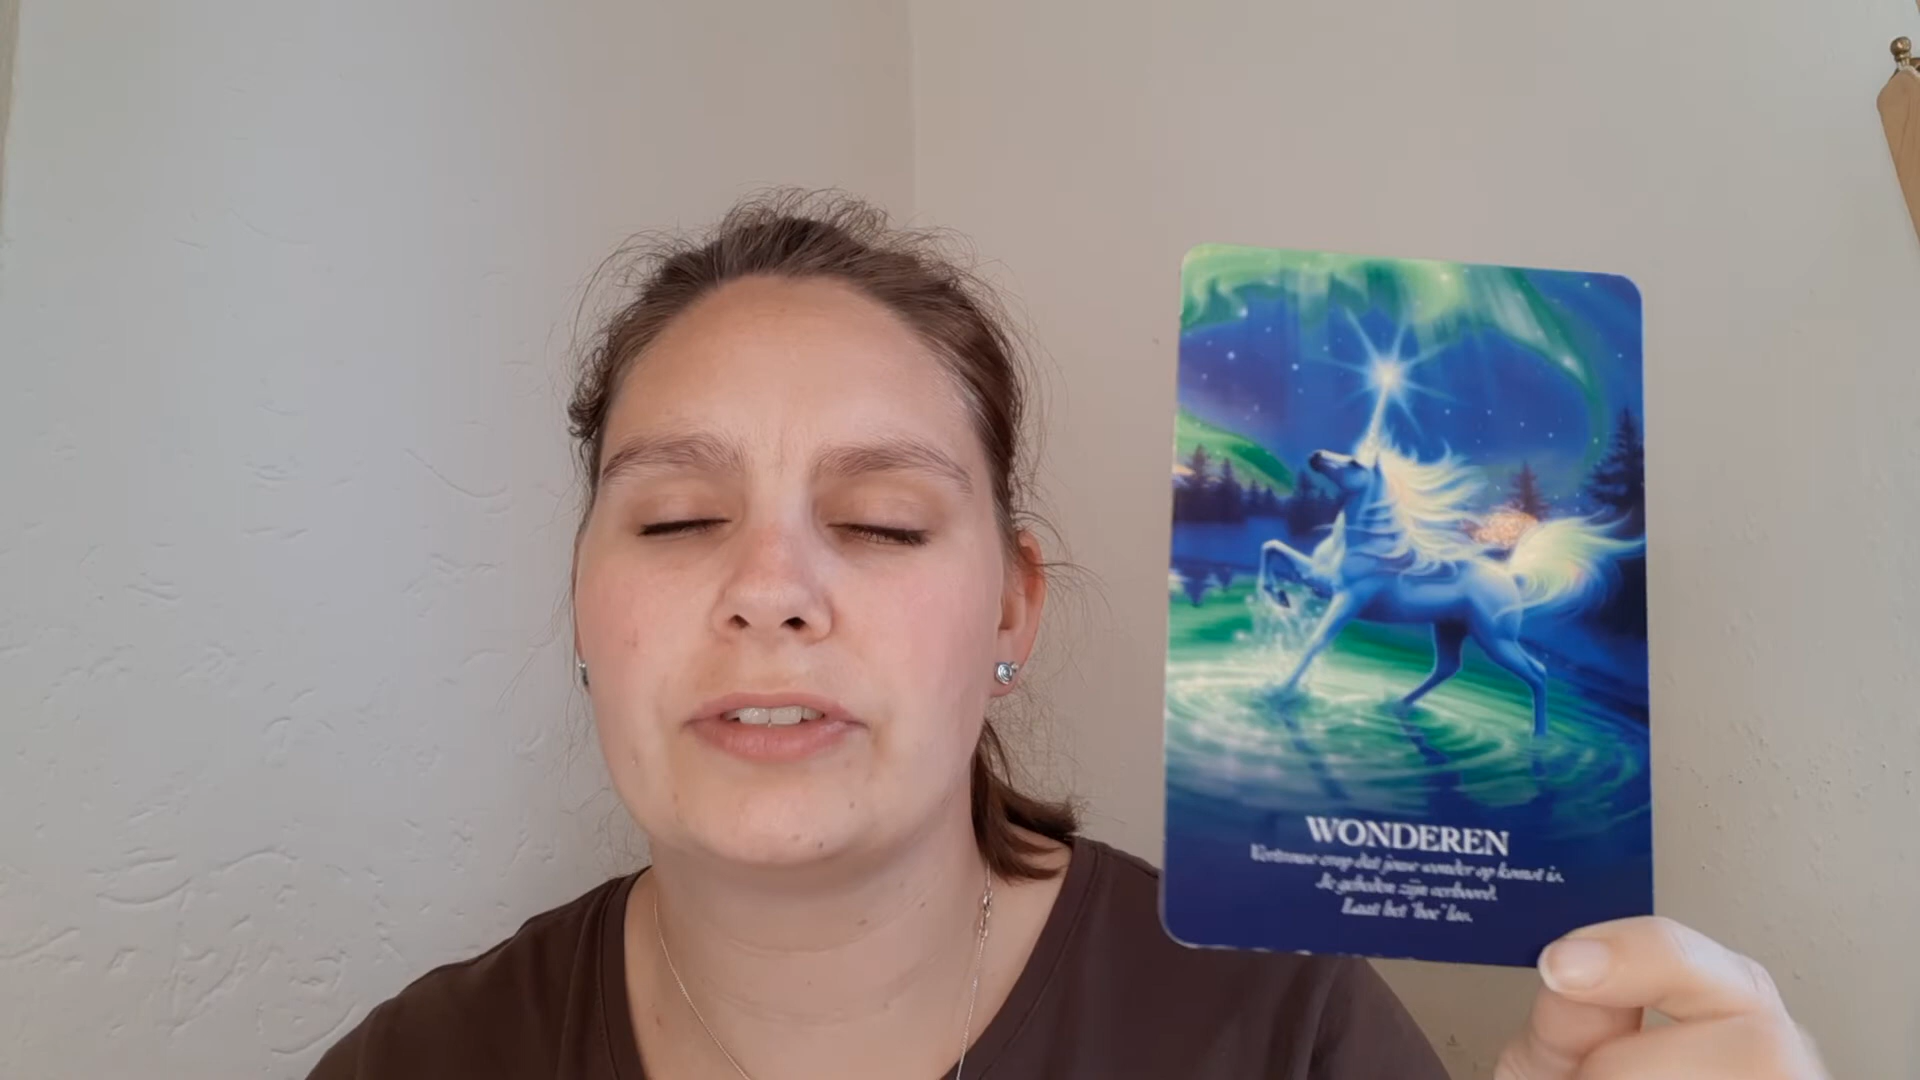 WONDEREN
Vertrouw erop dat jouw wonder op komst is.
Je gebeden zijn verhoord.
Laat het "hoe" los.